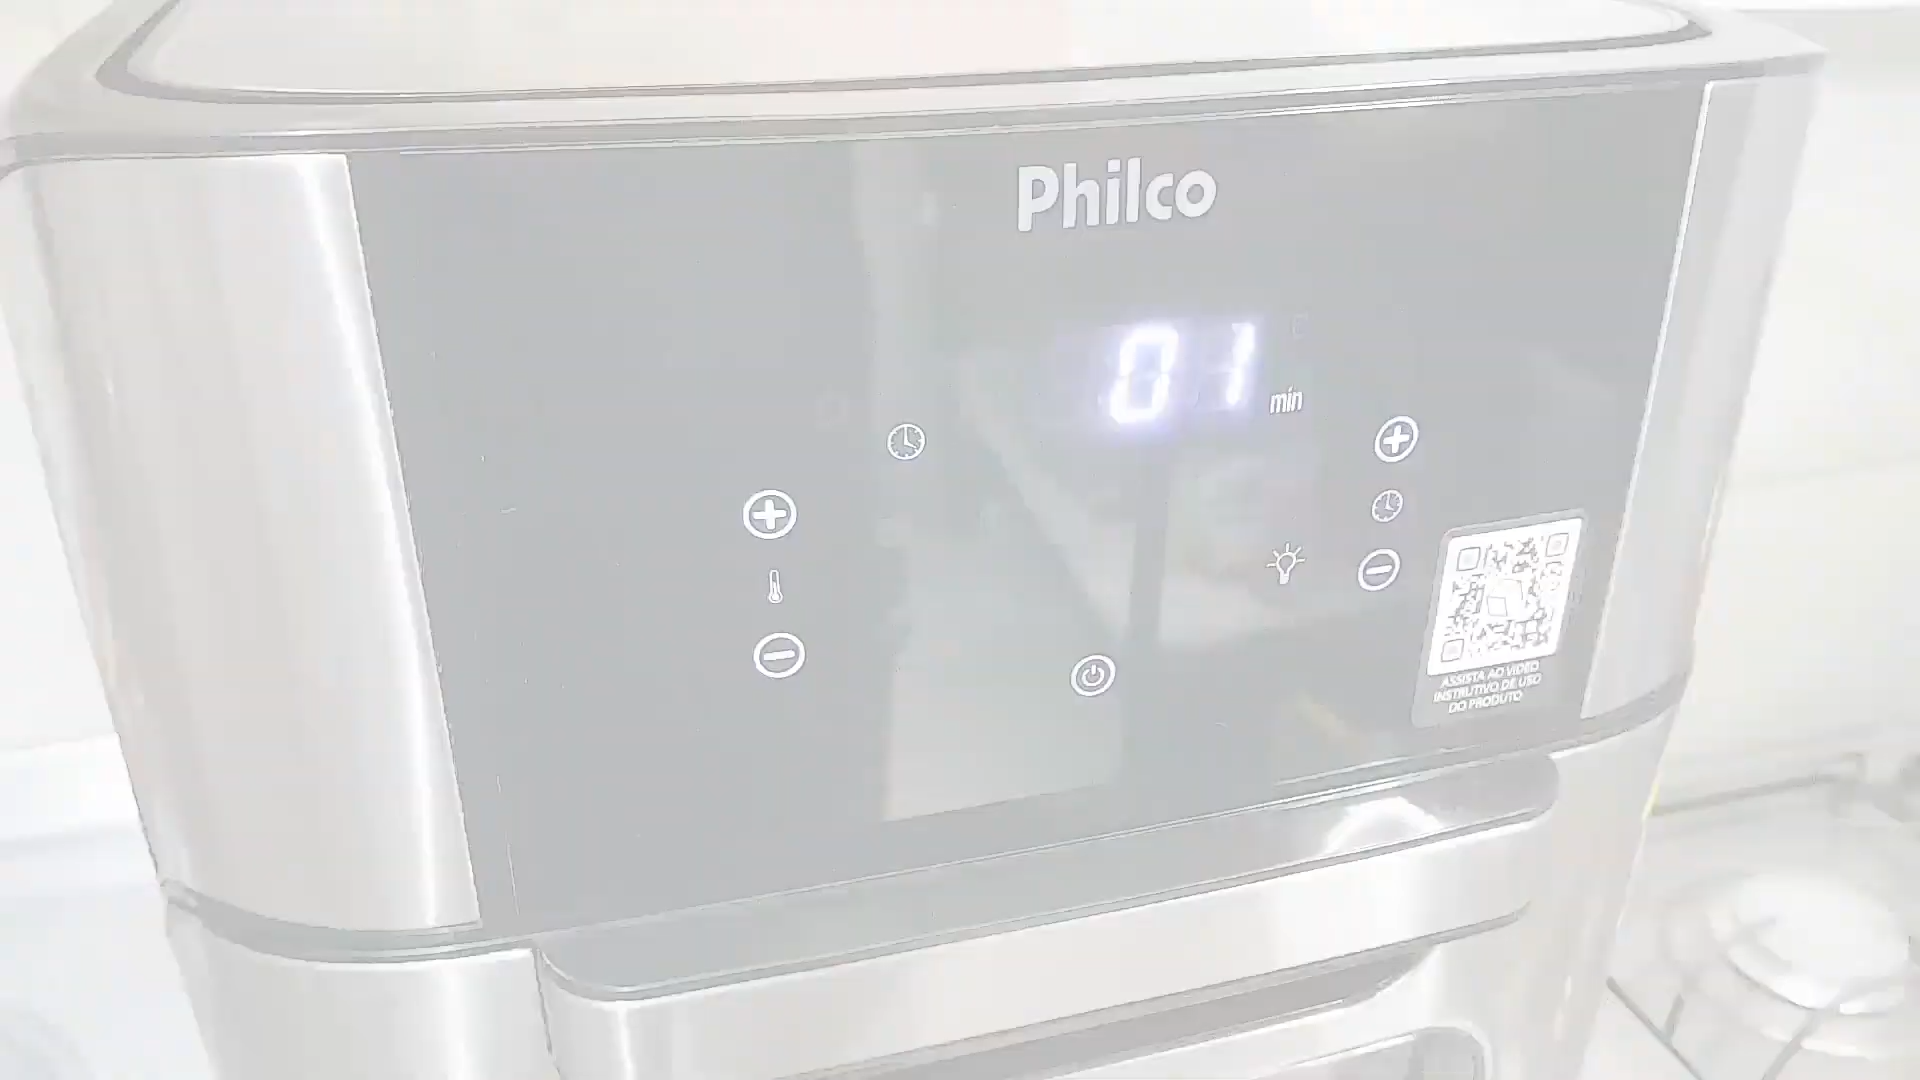 Philco
01
min
ASSISTA AO VÍDEO
INSTRUTIVO DE USO
DO PRODUTO